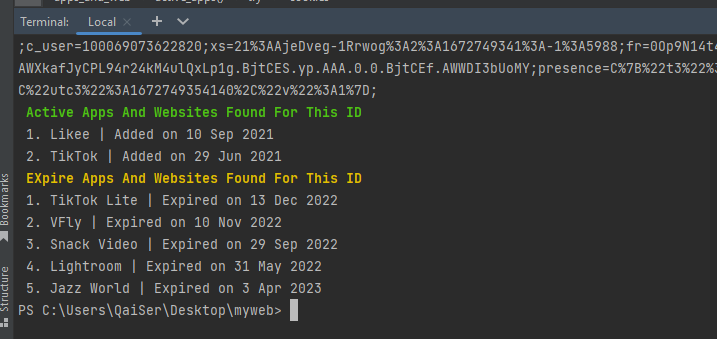 Terminal: Local × + ∨
;c_user=100069073622820;xs=21%3AAjeDveg-1Rrwog%3A2%3A1672749341%3A-1%3A5988;fr=0Op9N14t4
AWXkafJyCPL94r24kM4ulQxLp1g.BjtCES.yp.AAA.0.0.BjtCEf.AWWDI3bUoMY;presence=C%7B%22t3%22%3
C%22utc3%22%3A1672749354140%2C%22v%22%3A1%7D;
Active Apps And Websites Found For This ID
1. Likee | Added on 10 Sep 2021
2. TikTok | Added on 29 Jun 2021
EXpire Apps And Websites Found For This ID
1. TikTok Lite | Expired on 13 Dec 2022
2. VFly | Expired on 10 Nov 2022
3. Snack Video | Expired on 29 Sep 2022
4. Lightroom | Expired on 31 May 2022
5. Jazz World | Expired on 3 Apr 2023
PS C:\Users\QaiSer\Desktop\myweb>
Bookmarks
Structure